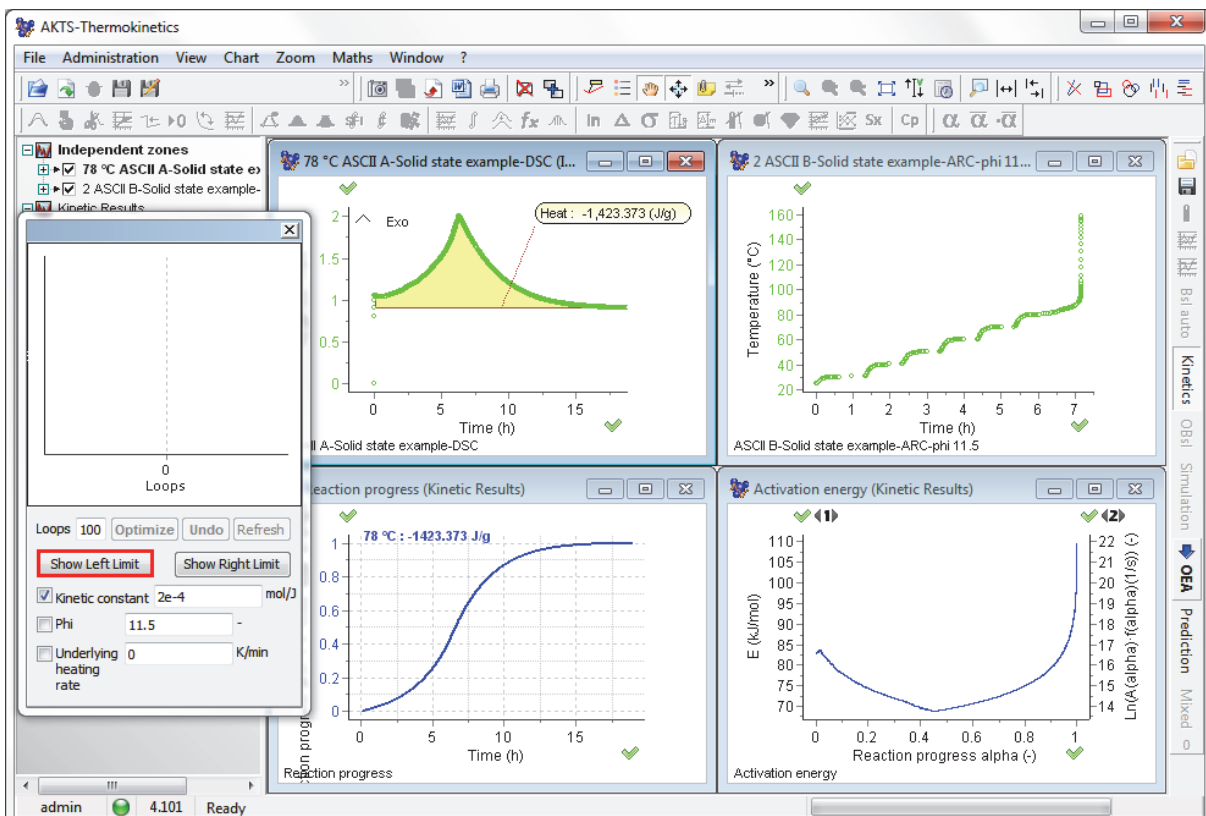 AKTS-Thermokinetics
File Administration View Chart Zoom Maths Window ?
fx ln Δ σ Sx Cp α α -α
Independent zones
78 °C ASCII A-Solid state ex
2 ASCII B-Solid state example-
Kinetic Results
0
Loops
Loops 100 Optimize Undo Refresh
Show Left Limit Show Right Limit
Kinetic constant 2e-4 mol/J
Phi 11.5 -
Underlying 0 K/min
heating
rate
78 °C ASCII A-Solid state example-DSC (I...
Exo
Heat : -1,423.373 (J/g)
2
1.5
1
0.5
0
0 5 10 15
Time (h)
II A-Solid state example-DSC
2 ASCII B-Solid state example-ARC-phi 11...
Temperature (°C)
160
140
120
100
80
60
40
20
0 1 2 3 4 5 6 7
Time (h)
ASCII B-Solid state example-ARC-phi 11.5
eaction progress (Kinetic Results)
78 °C : -1423.373 J/g
1
0.8
0.6
0.4
0.2
0
0 5 10 15
Time (h)
Reaction progress
Activation energy (Kinetic Results)
(1) (2)
E (kJ/mol)
110
105
100
95
90
85
80
75
70
22
21
20
19
18
17
16
15
14
Ln(A(alpha)·f(alpha)(1/s)) (-)
0 0.2 0.4 0.6 0.8 1
Reaction progress alpha (-)
Activation energy
Bsl auto
Kinetics
OBsl
Simulation
OEA
Prediction
Mixed
0
admin 4.101 Ready